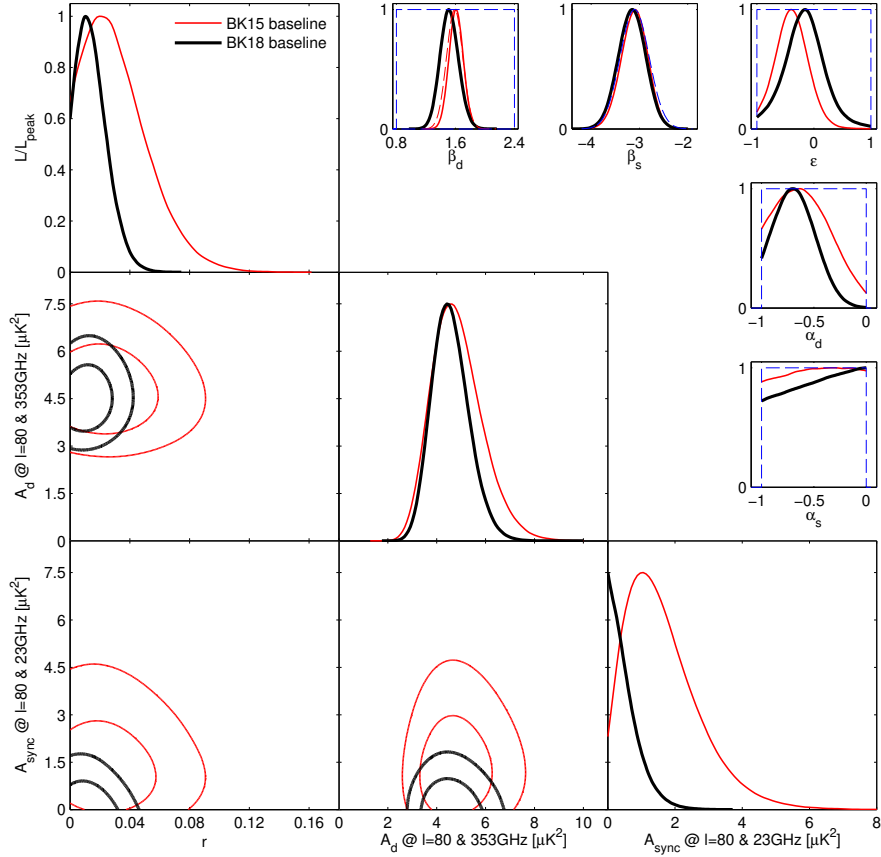 BK15 baseline
BK18 baseline
L/L_peak
1
0.8
0.6
0.4
0.2
0
1
0
0.8 1.6 2.4
β_d
1
0
−4 −3 −2
β_s
1
0
−1 0 1
ε
1
0
−1 −0.5 0
α_d
1
0
−1 −0.5 0
α_s
A_d @ l=80 & 353GHz [μK²]
7.5
6
4.5
3
1.5
0
A_sync @ l=80 & 23GHz [μK²]
7.5
6
4.5
3
1.5
0
0 0.04 0.08 0.12 0.16
r
0 2 4 6 8 10
A_d @ l=80 & 353GHz [μK²]
0 2 4 6 8
A_sync @ l=80 & 23GHz [μK²]